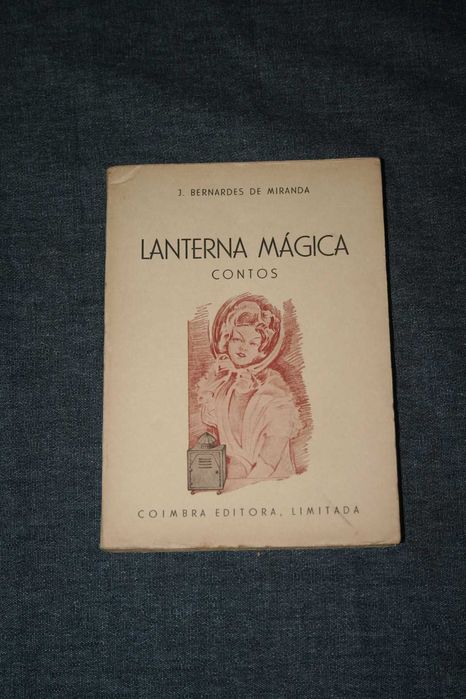 J. BERNARDES DE MIRANDA
LANTERNA MÁGICA
CONTOS
COIMBRA EDITORA, LIMITADA